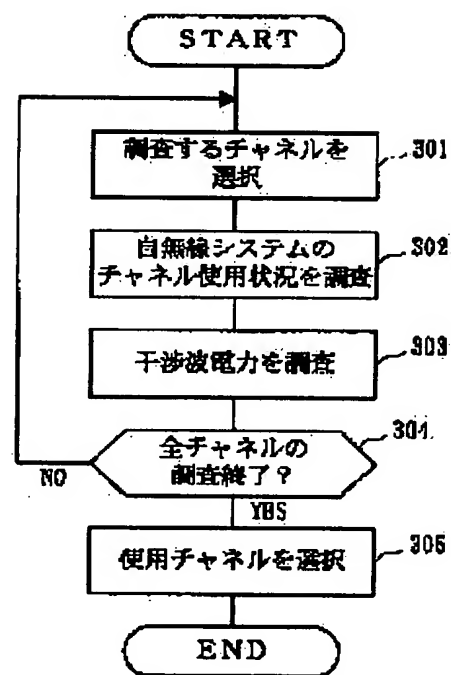 START
調査するチャネルを
選択
301
自無線システムの
チャネル使用状況を調査
302
干渉波電力を調査
303
全チャネルの
調査終了?
304
NO
YES
使用チャネルを選択
305
END